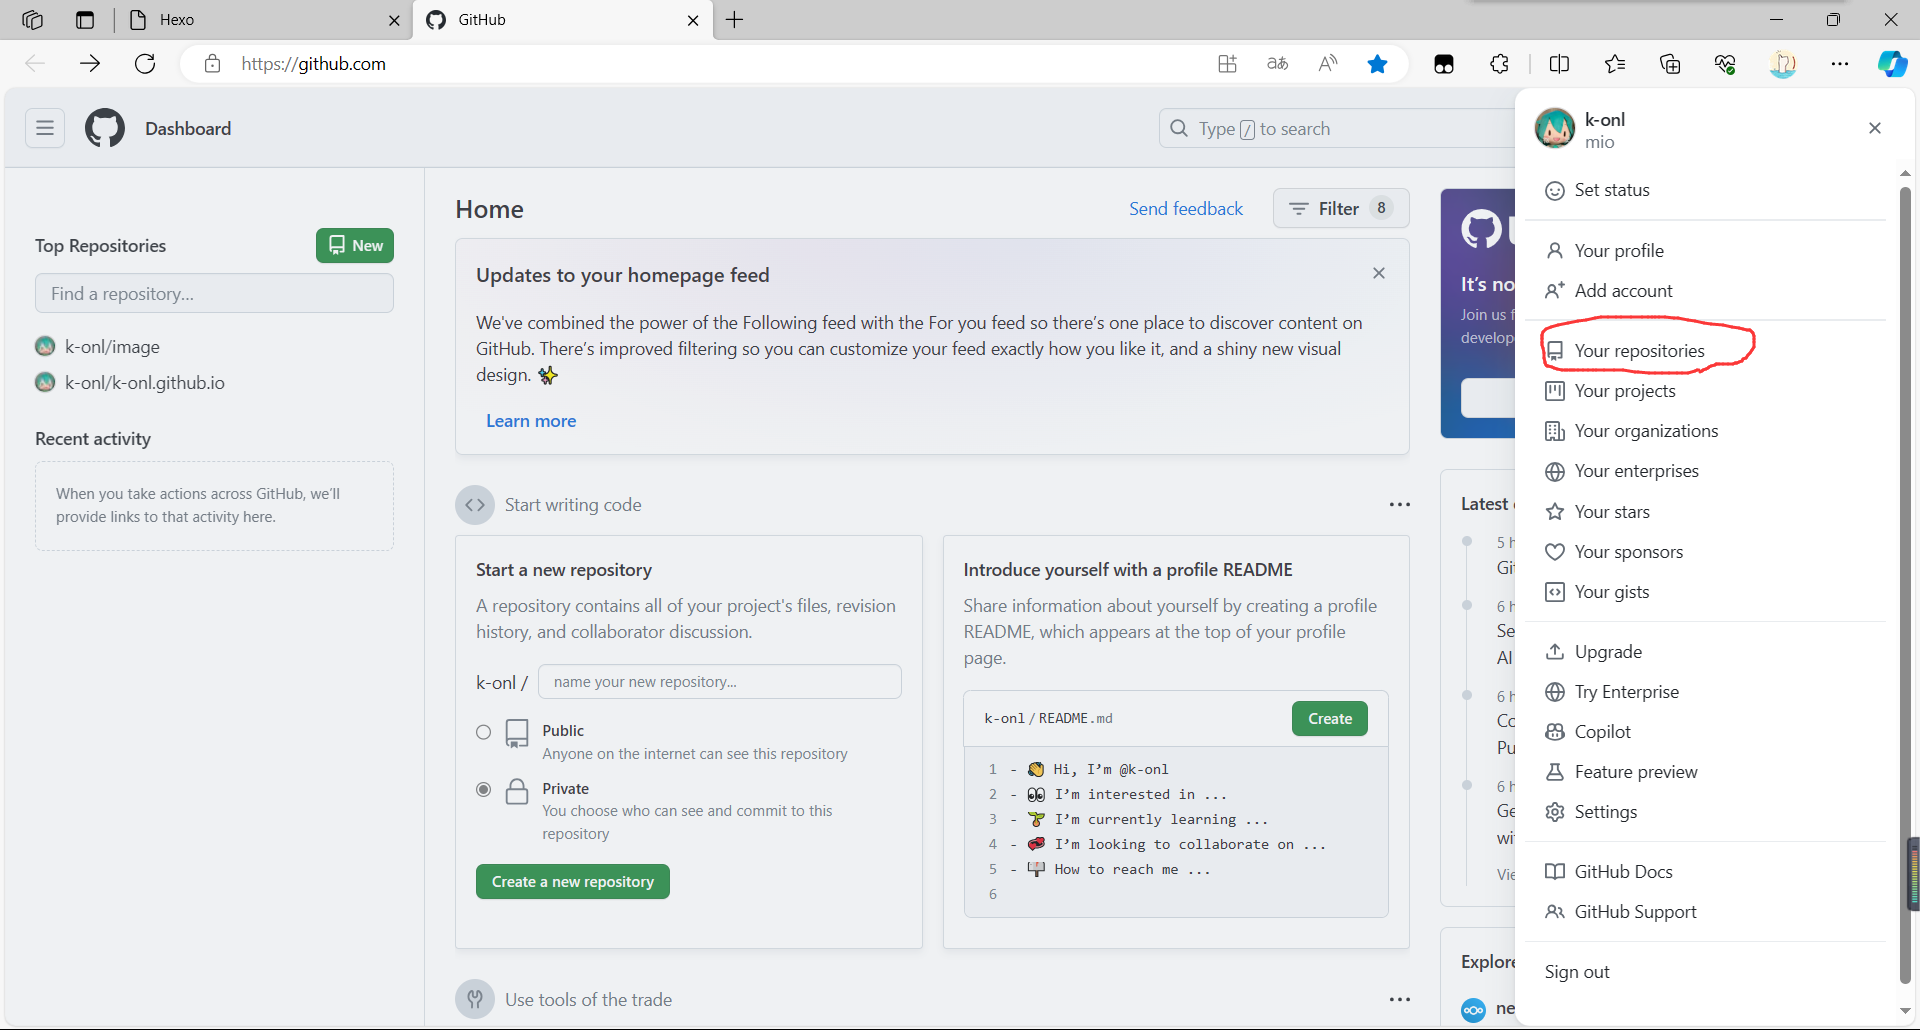 Hexo
GitHub
https://github.com
Dashboard
Type / to search
k-onl
mio
Set status
Your profile
Add account
Your repositories
Your projects
Your organizations
Your enterprises
Your stars
Your sponsors
Your gists
Upgrade
Try Enterprise
Copilot
Feature preview
Settings
GitHub Docs
GitHub Support
Sign out
Top Repositories
New
Find a repository...
k-onl/image
k-onl/k-onl.github.io
Recent activity
When you take actions across GitHub, we'll
provide links to that activity here.
Home
Send feedback
Filter 8
Updates to your homepage feed
We've combined the power of the Following feed with the For you feed so there's one place to discover content on
GitHub. There's improved filtering so you can customize your feed exactly how you like it, and a shiny new visual
design. ✨
Learn more
Start writing code
Start a new repository
A repository contains all of your project's files, revision
history, and collaborator discussion.
k-onl / name your new repository...
Public
Anyone on the internet can see this repository
Private
You choose who can see and commit to this
repository
Create a new repository
Introduce yourself with a profile README
Share information about yourself by creating a profile
README, which appears at the top of your profile
page.
k-onl / README.md
Create
1 - 👋 Hi, I'm @k-onl
2 - 👀 I'm interested in ...
3 - 🌱 I'm currently learning ...
4 - 💞️ I'm looking to collaborate on ...
5 - 📫 How to reach me ...
6
Use tools of the trade
It's no
Join us f
develop
Latest
5 h
Git
6 h
Se
AI
6 h
Co
Pu
6 h
Ge
wi
Vie
Explore
ne